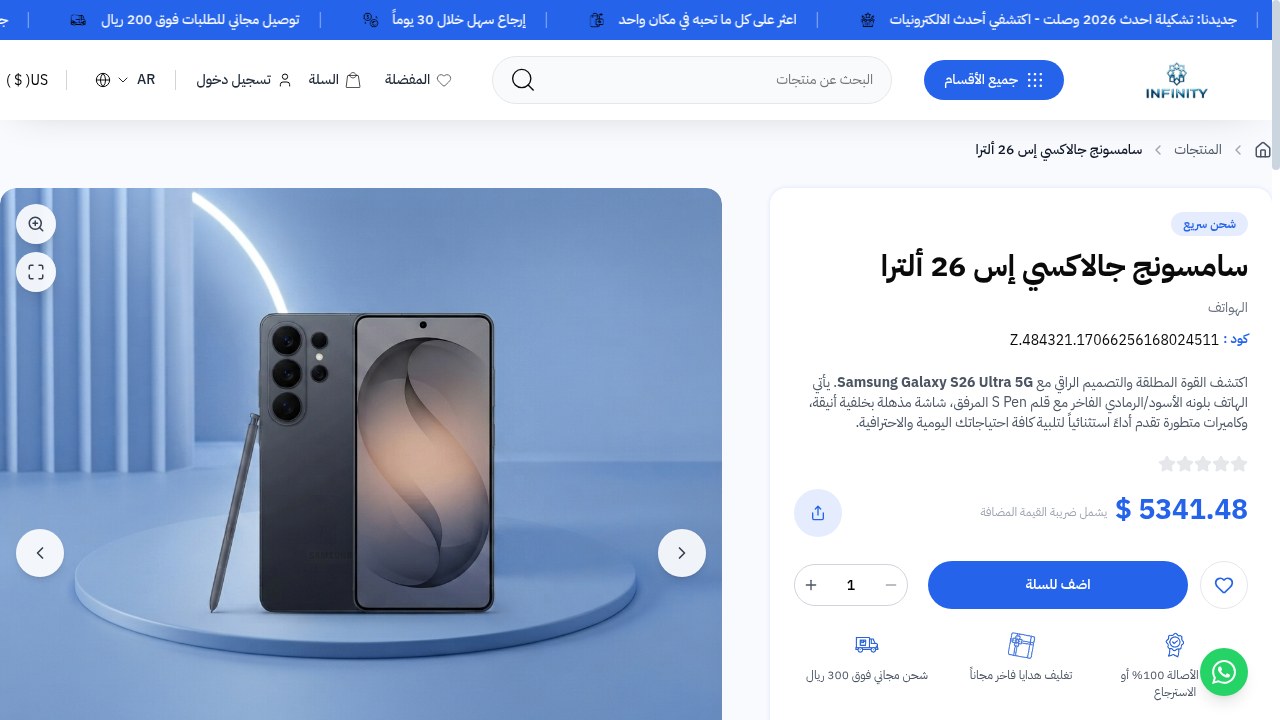 جديدنا: تشكيلة احدث 2026 وصلت - اكتشفي أحدث الالكترونيات
اعثر على كل ما تحبه في مكان واحد
إرجاع سهل خلال 30 يوماً
توصيل مجاني للطلبات فوق 200 ريال
INFINITY
جميع الأقسام
البحث عن منتجات
المفضلة
السلة
تسجيل دخول
AR
US( $ )
المنتجات
سامسونج جالاكسي إس 26 ألترا
شحن سريع
سامسونج جالاكسي إس 26 ألترا
الهواتف
كود : Z.484321.17066256168024511
اكتشف القوة المطلقة والتصميم الراقي مع Samsung Galaxy S26 Ultra 5G. يأتي
الهاتف بلونه الأسود/الرمادي الفاخر مع قلم S Pen المرفق، شاشة مذهلة بخلفية أنيقة،
وكاميرات متطورة تقدم أداءً استثنائياً لتلبية كافة احتياجاتك اليومية والاحترافية.
5341.48 $ يشمل ضريبة القيمة المضافة
اضف للسلة
1
الأصالة 100% أو
الاسترجاع
تغليف هدايا فاخر مجاناً
شحن مجاني فوق 300 ريال
SAMSUNG